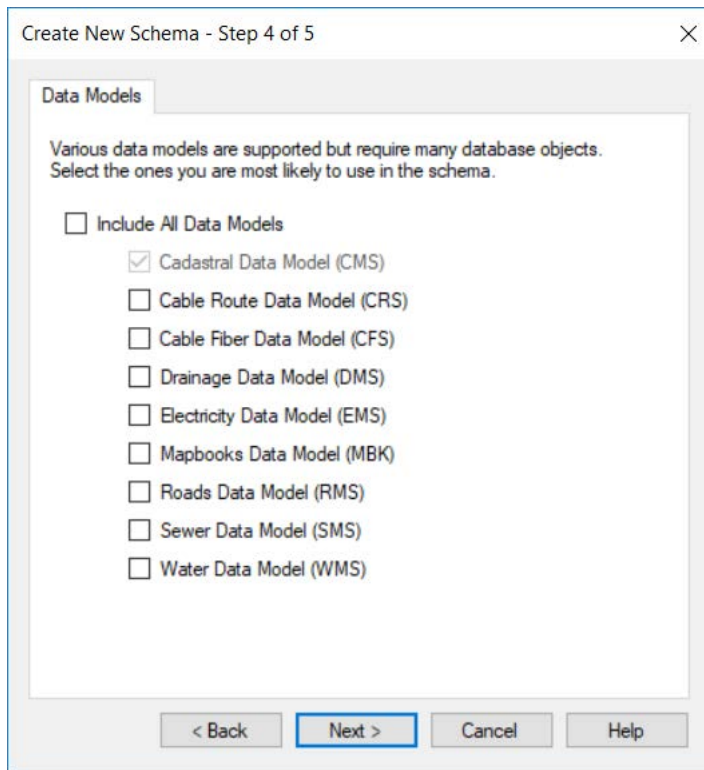 Create New Schema - Step 4 of 5
Data Models
Various data models are supported but require many database objects.
Select the ones you are most likely to use in the schema.
Include All Data Models
Cadastral Data Model (CMS)
Cable Route Data Model (CRS)
Cable Fiber Data Model (CFS)
Drainage Data Model (DMS)
Electricity Data Model (EMS)
Mapbooks Data Model (MBK)
Roads Data Model (RMS)
Sewer Data Model (SMS)
Water Data Model (WMS)
< Back Next > Cancel Help